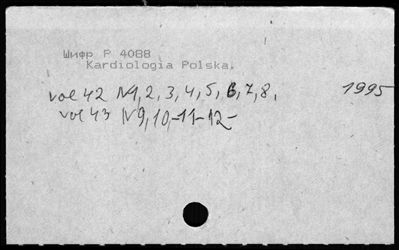 Шифр P 4088
Kardiologia Polska.
vol 42 N1, 2, 3, 4, 5, 6, 7, 8, 1995
vol 43 N9, 10,-11-12-